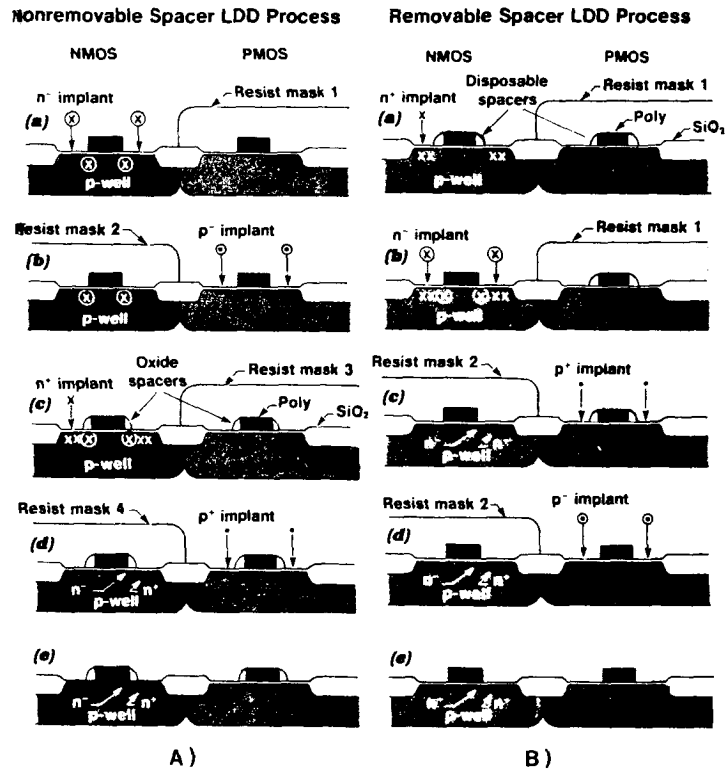 Nonremovable Spacer LDD Process
NMOS
PMOS
n⁻ implant
Resist mask 1
(a)
p-well
Resist mask 2
p⁻ implant
(b)
p-well
n⁺ implant
Oxide spacers
Resist mask 3
Poly
SiO₂
(c)
p-well
Resist mask 4
p⁺ implant
(d)
n⁻
n⁺
p-well
(e)
n⁻
n⁺
p-well
A)
Removable Spacer LDD Process
NMOS
PMOS
n⁺ implant
Disposable spacers
Resist mask 1
Poly
SiO₂
(a)
p-well
n⁻ implant
Resist mask 1
(b)
p-well
Resist mask 2
p⁺ implant
(c)
n⁻
n⁺
p-well
Resist mask 2
p⁻ implant
(d)
n⁻
n⁺
p-well
(e)
n⁻
n⁺
p-well
B)